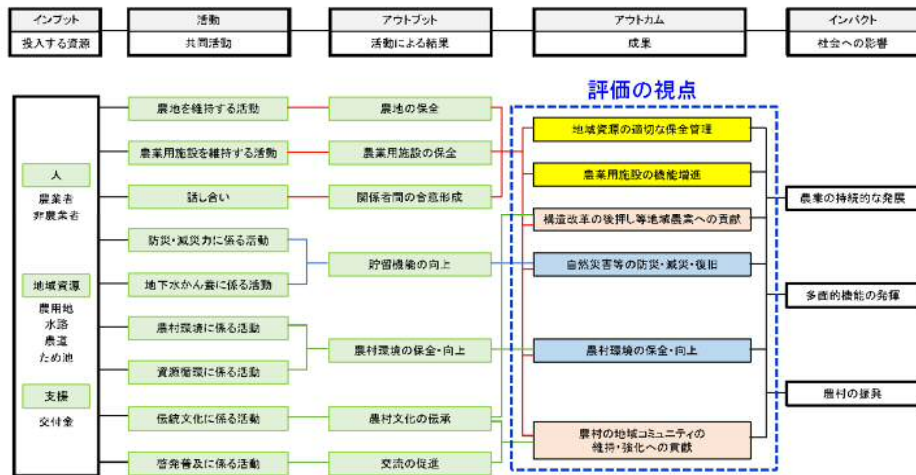 インプット
活動
アウトプット
アウトカム
インパクト
投入する資源
共同活動
活動による結果
成果
社会への影響
評価の視点
人
農業者
非農業者
地域資源
農用地
水路
農道
ため池
支援
交付金
農地を維持する活動
農業用施設を維持する活動
話し合い
防災・減災力に係る活動
地下水かん養に係る活動
農村環境に係る活動
資源循環に係る活動
伝統文化に係る活動
啓発普及に係る活動
農地の保全
農業用施設の保全
関係者間の合意形成
貯留機能の向上
農村環境の保全・向上
農村文化の伝承
交流の促進
地域資源の適切な保全管理
農業用施設の機能増進
構造改革の後押し等地域農業への貢献
自然災害等の防災・減災・復旧
農村環境の保全・向上
農村の地域コミュニティの
維持・強化への貢献
農業の持続的な発展
多面的機能の発揮
農村の振興